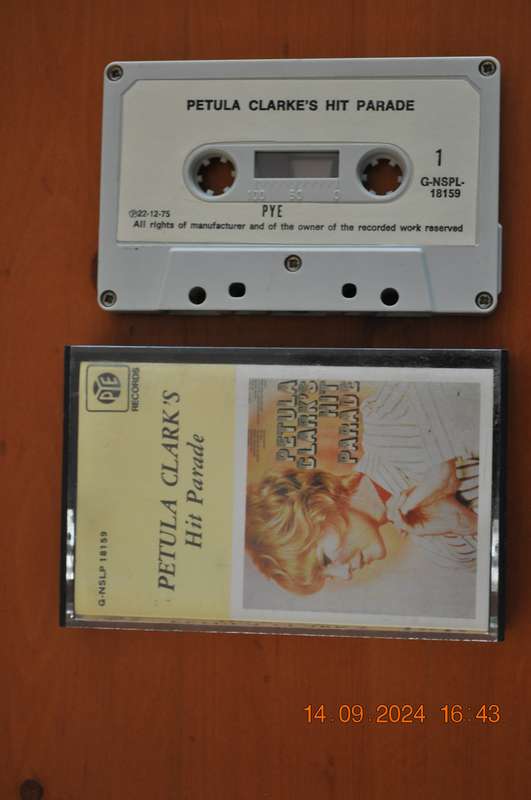 PETULA CLARKE'S HIT PARADE
1
G-NSPL-
18159
100 50 0
PYE
Ⓟ22-12-75
All rights of manufacturer and of the owner of the recorded work reserved
PYE
RECORDS
PETULA CLARK'S
Hit Parade
G-NSLP 18159
PETULA
CLARK'S
HIT
PARADE
14.09.2024 16:43